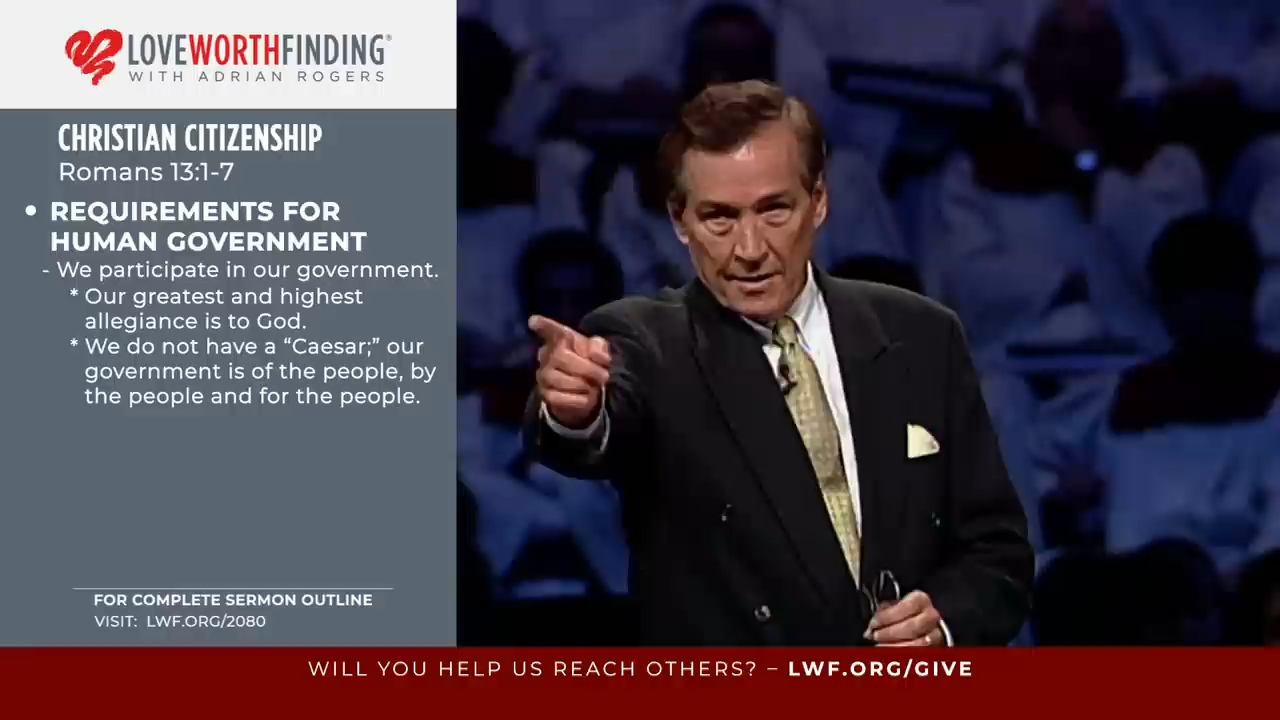 LOVEWORTHFINDING®
WITH ADRIAN ROGERS
CHRISTIAN CITIZENSHIP
Romans 13:1-7
• REQUIREMENTS FOR
HUMAN GOVERNMENT
- We participate in our government.
* Our greatest and highest
allegiance is to God.
* We do not have a “Caesar;” our
government is of the people, by
the people and for the people.
FOR COMPLETE SERMON OUTLINE
VISIT: LWF.ORG/2080
WILL YOU HELP US REACH OTHERS? – LWF.ORG/GIVE